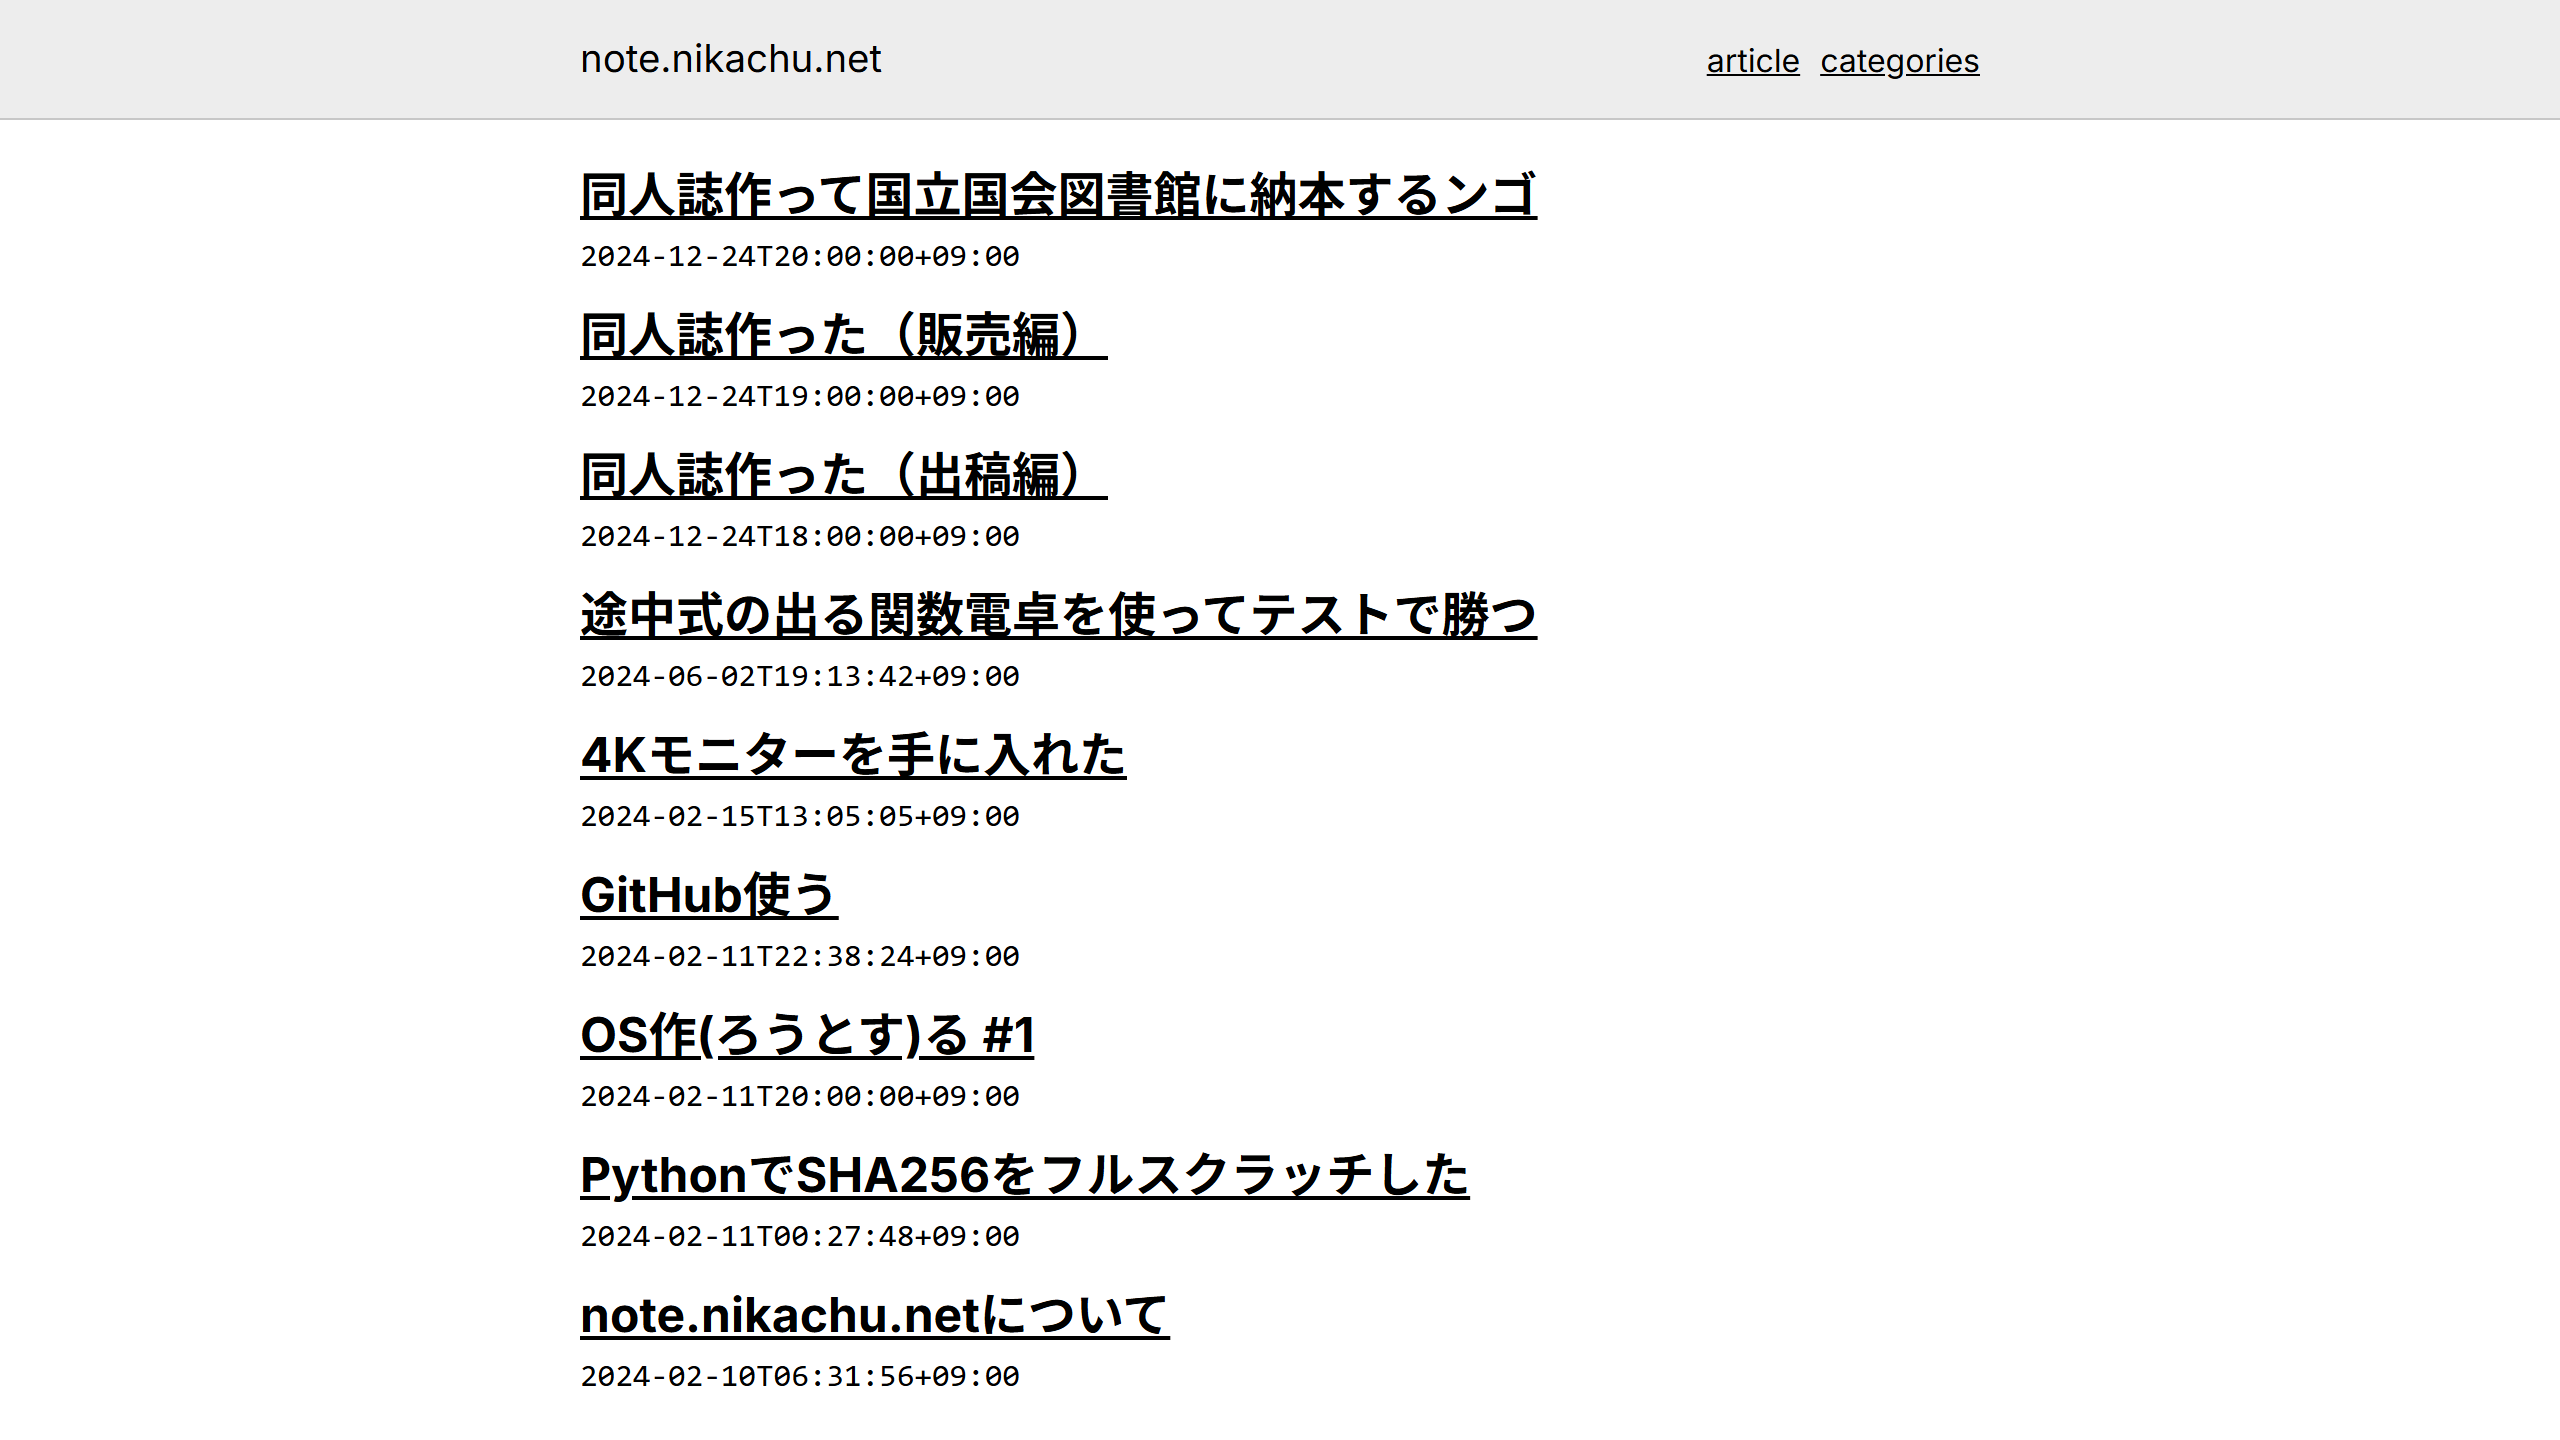 note.nikachu.net
article categories
同人誌作って国立国会図書館に納本するンゴ
2024-12-24T20:00:00+09:00
同人誌作った（販売編）
2024-12-24T19:00:00+09:00
同人誌作った（出稿編）
2024-12-24T18:00:00+09:00
途中式の出る関数電卓を使ってテストで勝つ
2024-06-02T19:13:42+09:00
4Kモニターを手に入れた
2024-02-15T13:05:05+09:00
GitHub使う
2024-02-11T22:38:24+09:00
OS作(ろうとす)る #1
2024-02-11T20:00:00+09:00
PythonでSHA256をフルスクラッチした
2024-02-11T00:27:48+09:00
note.nikachu.netについて
2024-02-10T06:31:56+09:00